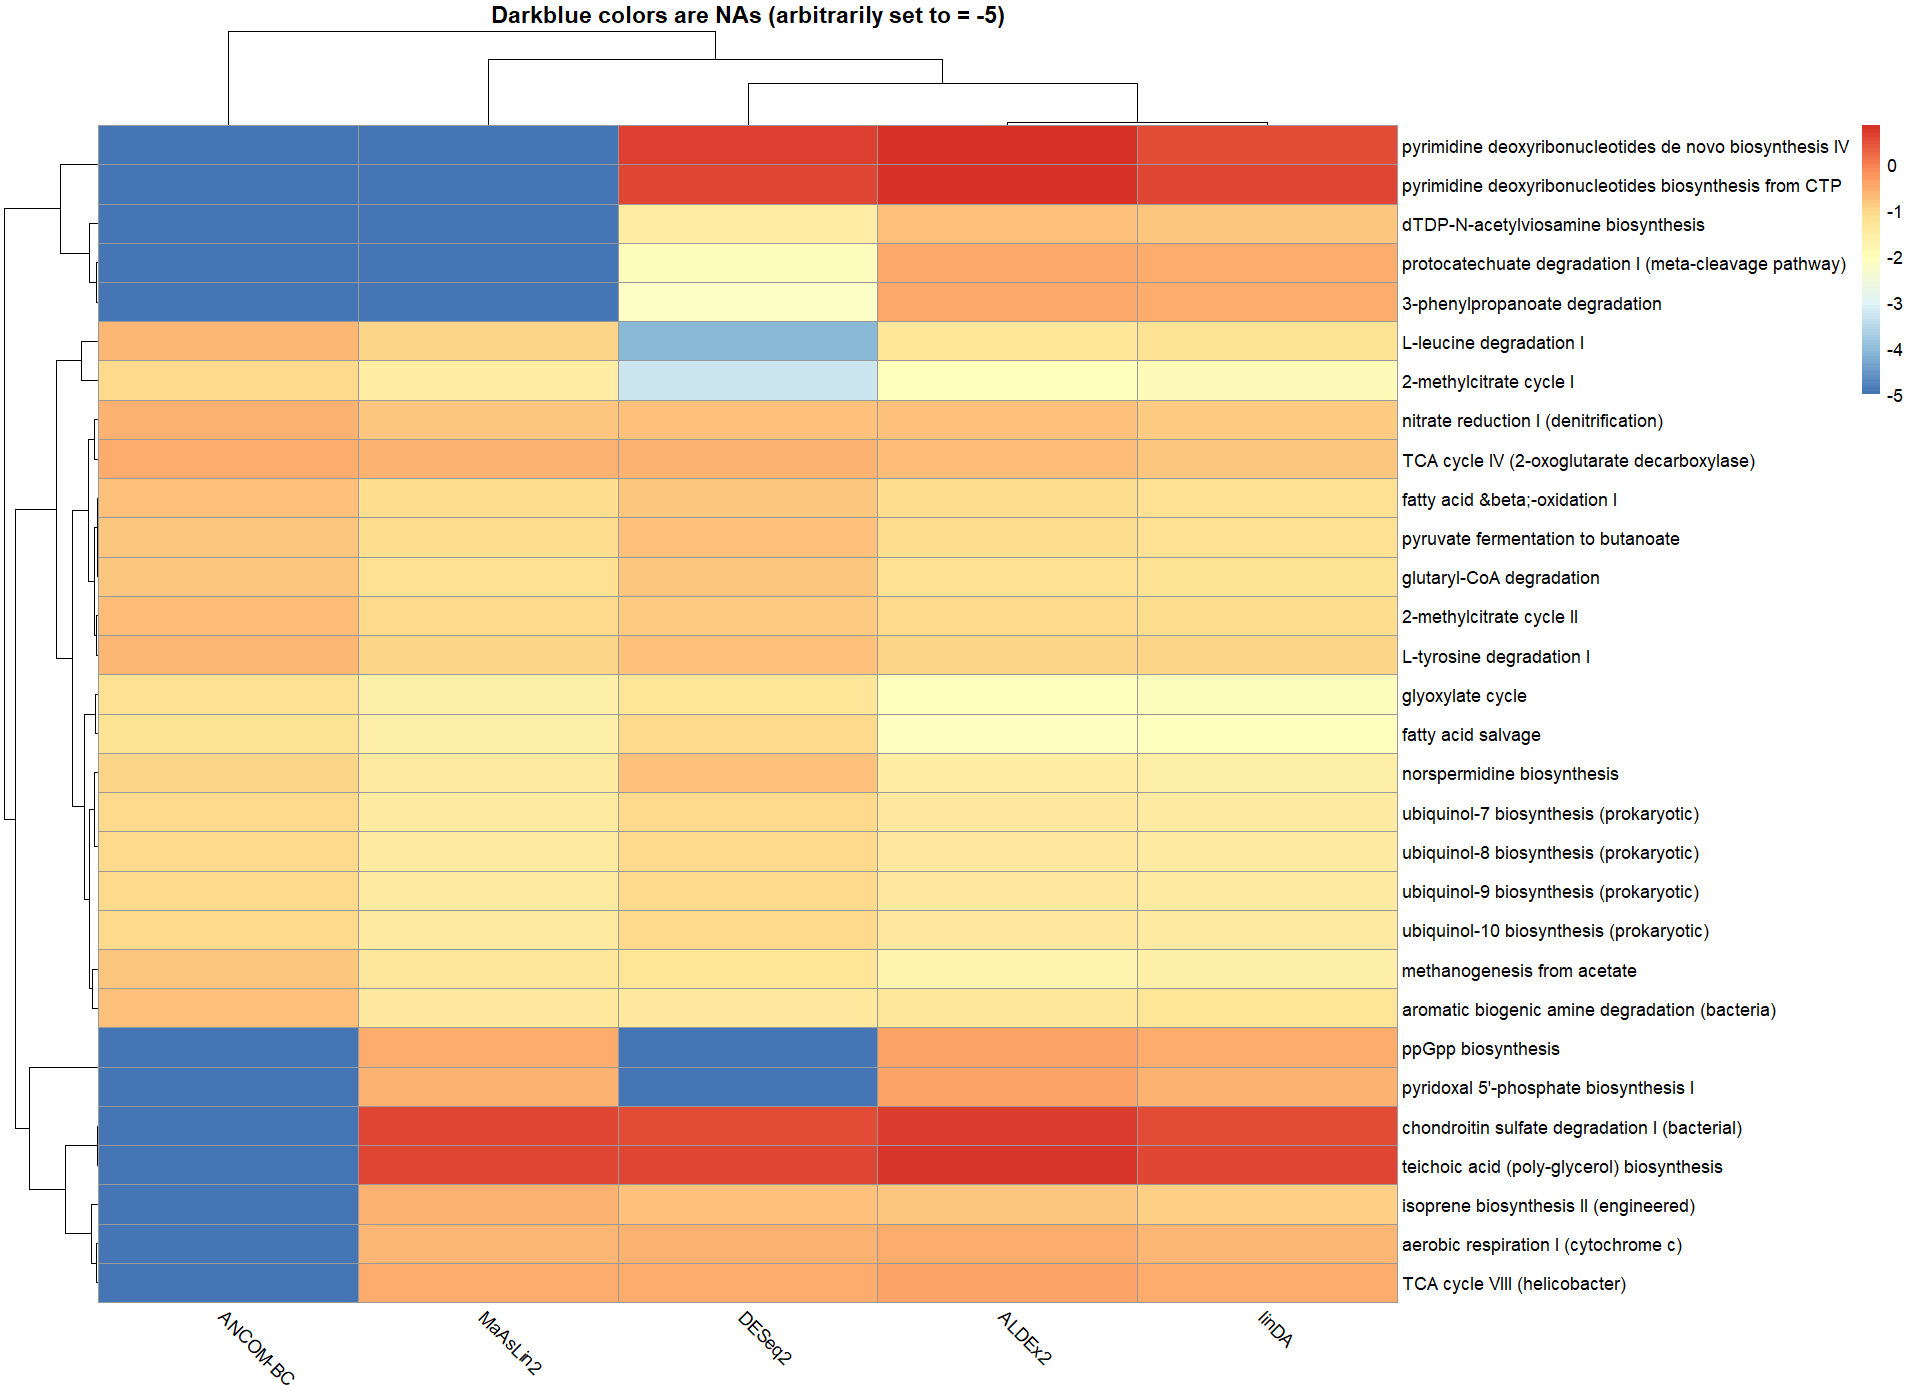 Darkblue colors are NAs (arbitrarily set to = -5)
pyrimidine deoxyribonucleotides de novo biosynthesis IV
pyrimidine deoxyribonucleotides biosynthesis from CTP
dTDP-N-acetylviosamine biosynthesis
protocatechuate degradation I (meta-cleavage pathway)
3-phenylpropanoate degradation
L-leucine degradation I
2-methylcitrate cycle I
nitrate reduction I (denitrification)
TCA cycle IV (2-oxoglutarate decarboxylase)
fatty acid &beta;-oxidation I
pyruvate fermentation to butanoate
glutaryl-CoA degradation
2-methylcitrate cycle II
L-tyrosine degradation I
glyoxylate cycle
fatty acid salvage
norspermidine biosynthesis
ubiquinol-7 biosynthesis (prokaryotic)
ubiquinol-8 biosynthesis (prokaryotic)
ubiquinol-9 biosynthesis (prokaryotic)
ubiquinol-10 biosynthesis (prokaryotic)
methanogenesis from acetate
aromatic biogenic amine degradation (bacteria)
ppGpp biosynthesis
pyridoxal 5'-phosphate biosynthesis I
chondroitin sulfate degradation I (bacterial)
teichoic acid (poly-glycerol) biosynthesis
isoprene biosynthesis II (engineered)
aerobic respiration I (cytochrome c)
TCA cycle VIII (helicobacter)
0
-1
-2
-3
-4
-5
ANCOM-BC
MaAsLin2
DESeq2
ALDEx2
linDA